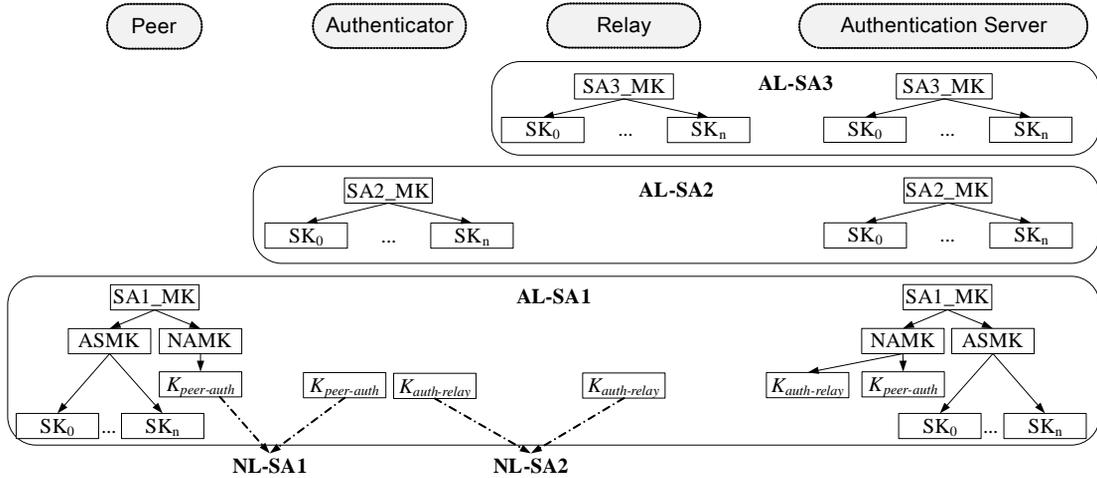 Peer Authenticator Relay Authentication Server
SA3_MK AL-SA3 SA3_MK
SK0 ... SKn SK0 ... SKn
SA2_MK AL-SA2 SA2_MK
SK0 ... SKn SK0 ... SKn
SA1_MK AL-SA1 SA1_MK
ASMK NAMK NAMK ASMK
Kpeer-auth Kpeer-auth Kauth-relay Kauth-relay Kauth-relay Kpeer-auth
SK0 ... SKn SK0 ... SKn
NL-SA1 NL-SA2